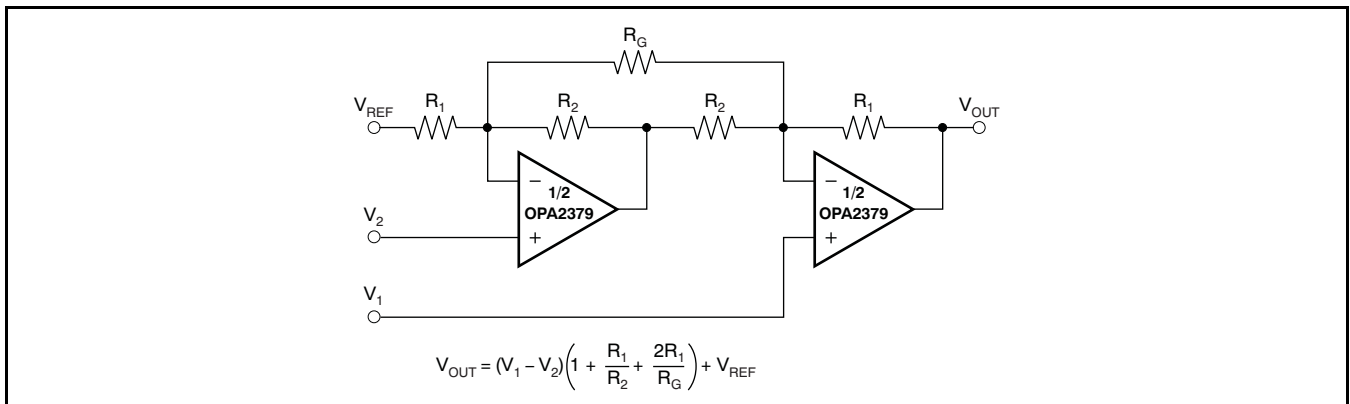 R_G
V_REF R_1 R_2 R_2 R_1 V_OUT
− 1/2 OPA2379 +
− 1/2 OPA2379 +
V_2
V_1
V_OUT = (V_1 – V_2)(1 + R_1/R_2 + 2R_1/R_G) + V_REF